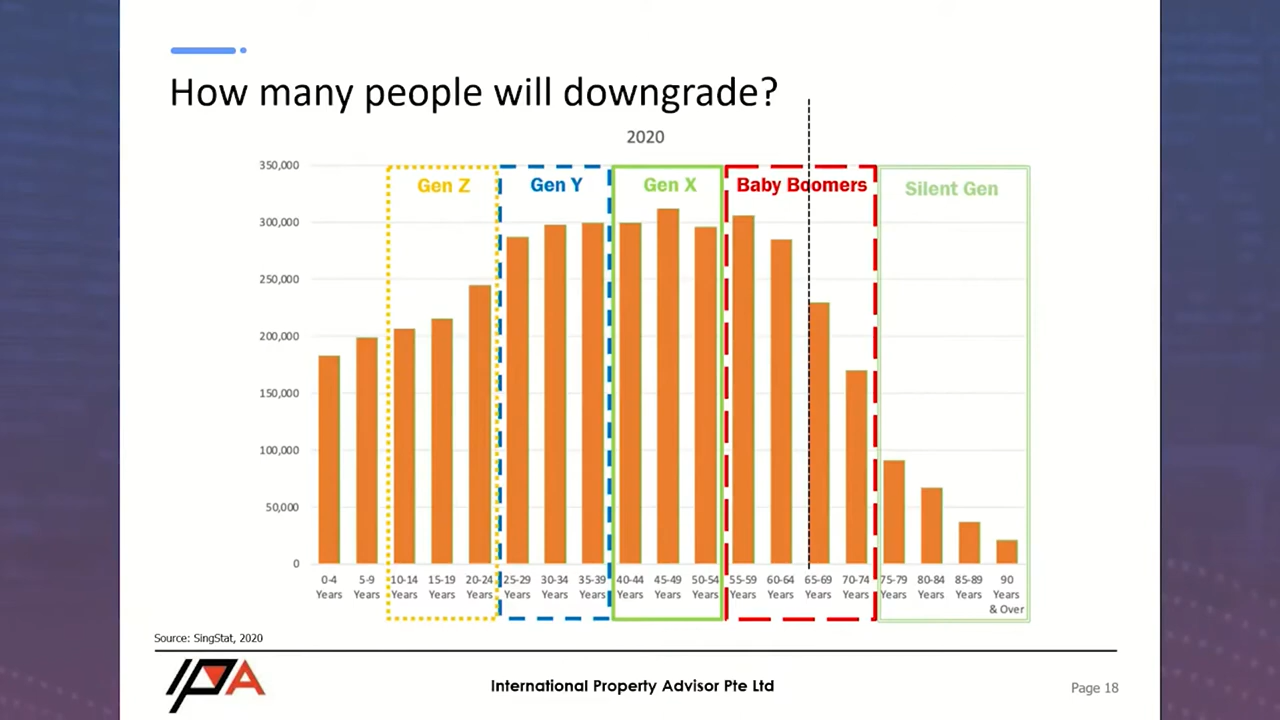 How many people will downgrade?
2020
350,000
300,000
250,000
200,000
150,000
100,000
50,000
0
Gen Z
Gen Y
Gen X
Baby Boomers
Silent Gen
0-4 Years
5-9 Years
10-14 Years
15-19 Years
20-24 Years
25-29 Years
30-34 Years
35-39 Years
40-44 Years
45-49 Years
50-54 Years
55-59 Years
60-64 Years
65-69 Years
70-74 Years
75-79 Years
80-84 Years
85-89 Years
90 Years & Over
Source: SingStat, 2020
IPA
International Property Advisor Pte Ltd
Page 18